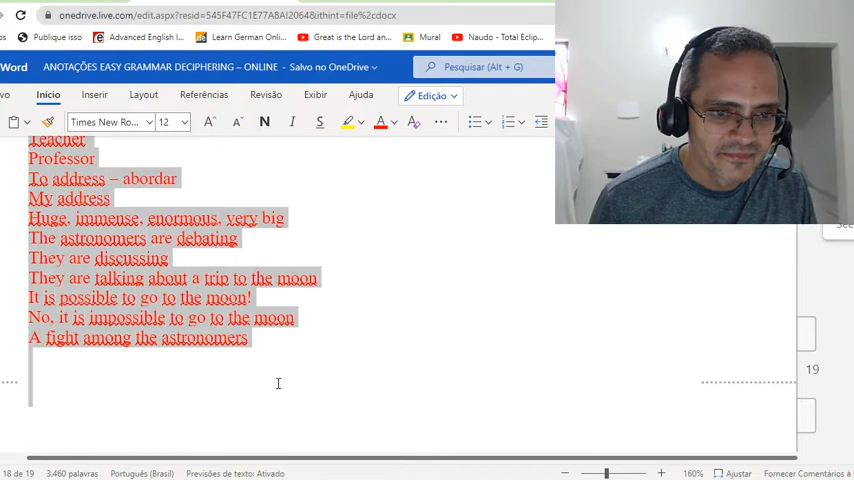 onedrive.live.com/edit.aspx?resid=545F47FC1E77A8A!2064&ithint=file%2cdocx
Publique isso Advanced English I... Learn German Onlin... Great is the Lord and... Mural Naudo - Total Eclip...
Word ANOTAÇÕES EASY GRAMMAR DECIPHERING – ONLINE - Salvo no OneDrive Pesquisar (Alt + G)
vo Início Inserir Layout Referências Revisão Exibir Ajuda Edição
Times New Ro... 12 A A N I S A A ...
Teacher
Professor
To address – abordar
My address
Huge, immense, enormous, very big
The astronomers are debating
They are discussing
They are talking about a trip to the moon
It is possible to go to the moon!
No, it is impossible to go to the moon
A fight among the astronomers
19
18 de 19 3.460 palavras Português (Brasil) Previsões de texto: Ativado 160% Ajustar Fornecer Comentários à